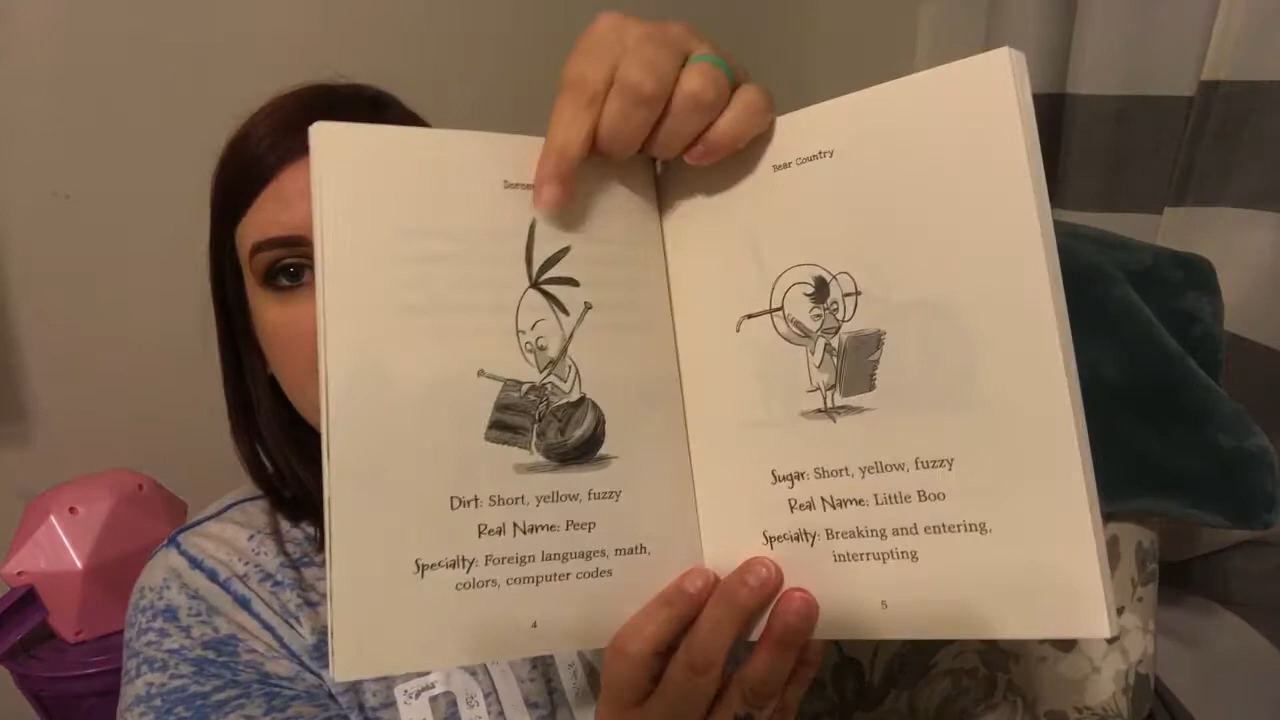 Bear Country
Dirt: Short, yellow, fuzzy
Real Name: Peep
Specialty: Foreign languages, math,
colors, computer codes
4
Sugar: Short, yellow, fuzzy
Real Name: Little Boo
Specialty: Breaking and entering,
interrupting
5